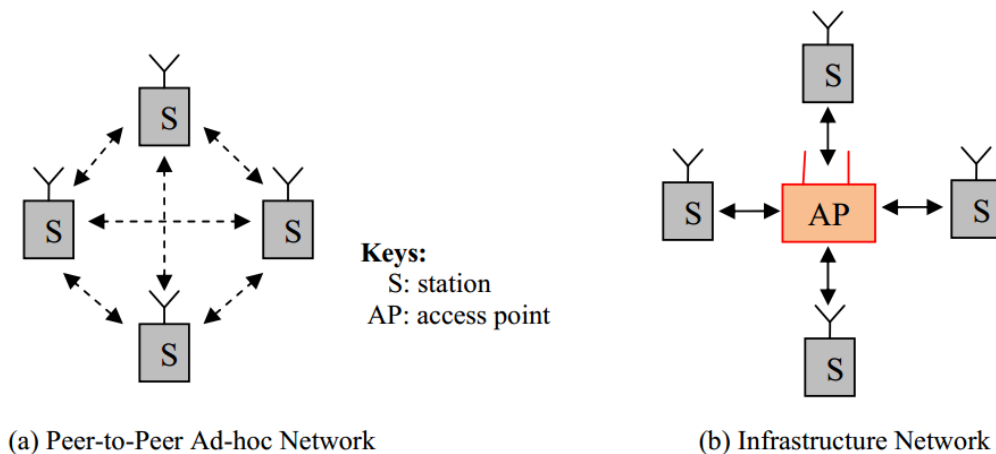 S
S
S
S
Keys:
S: station
AP: access point
(a) Peer-to-Peer Ad-hoc Network
S
S
AP
S
S
(b) Infrastructure Network